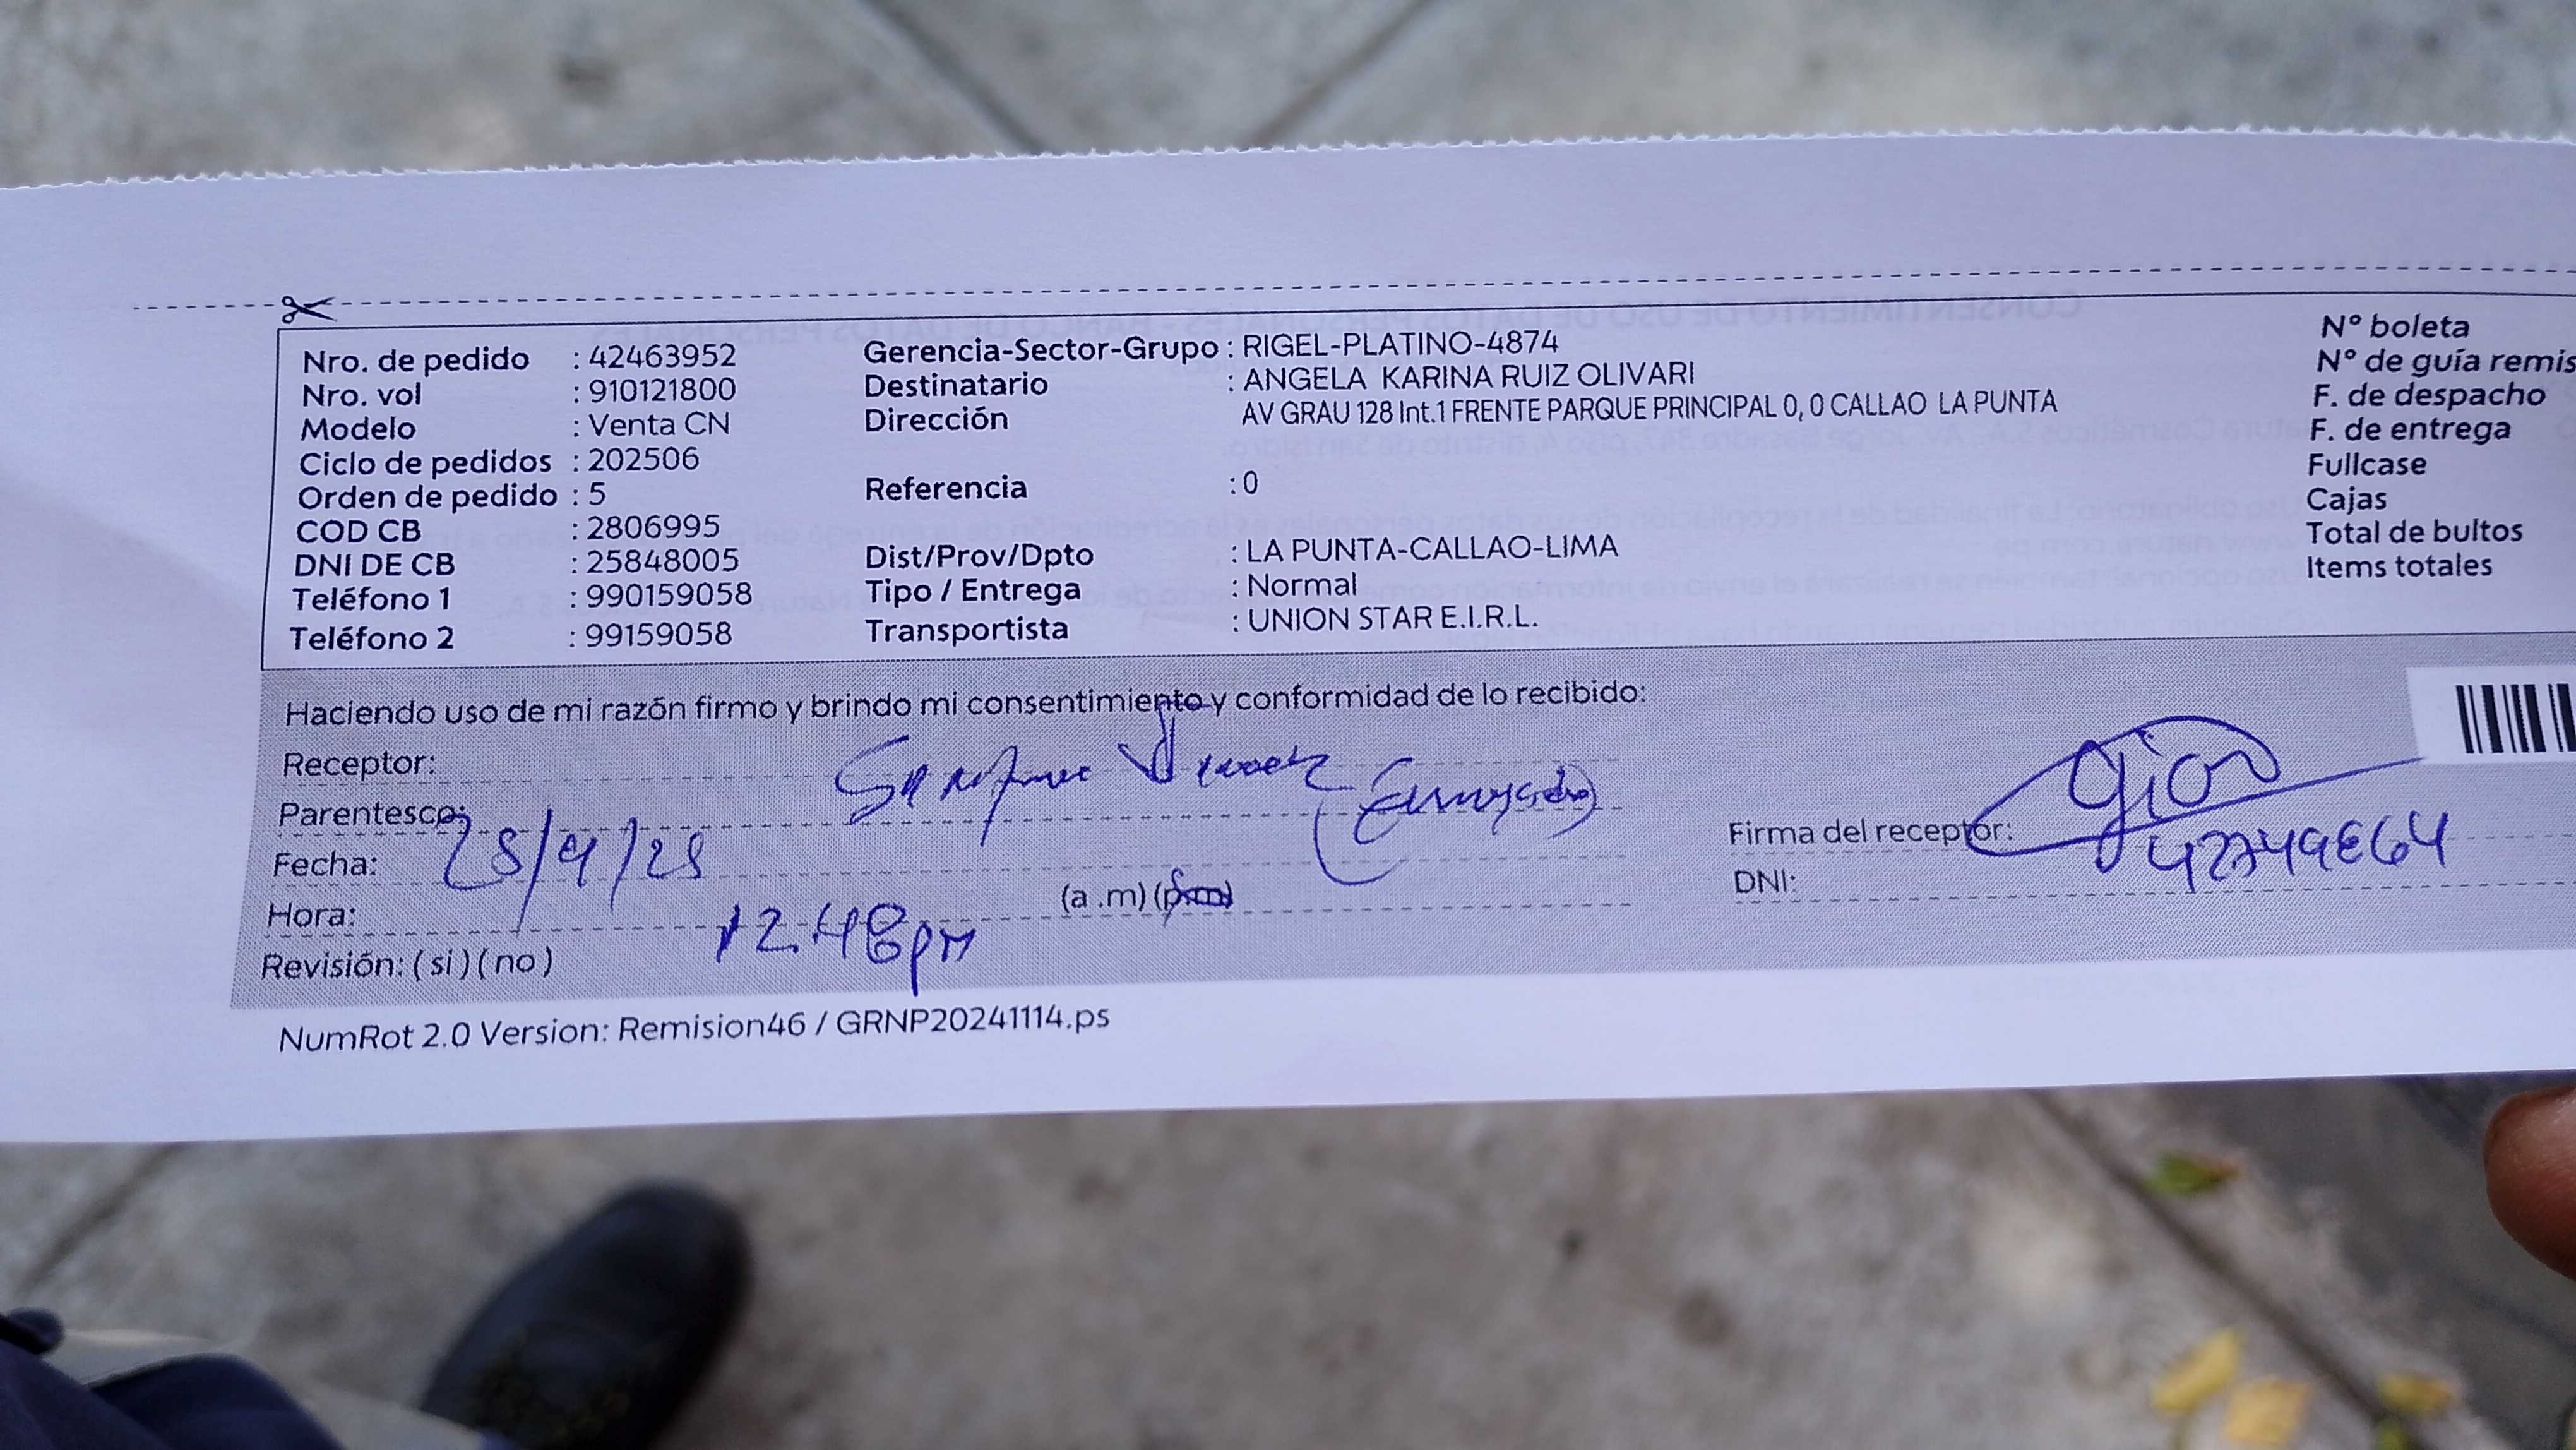 Nro. de pedido : 42463952
Nro. vol : 910121800
Modelo : Venta CN
Ciclo de pedidos : 202506
Orden de pedido : 5
COD CB : 2806995
DNI DE CB : 25848005
Teléfono 1 : 990159058
Teléfono 2 : 99159058
Gerencia-Sector-Grupo : RIGEL-PLATINO-4874
Destinatario : ANGELA KARINA RUIZ OLIVARI
Dirección AV GRAU 128 Int.1 FRENTE PARQUE PRINCIPAL 0, 0 CALLAO LA PUNTA
Referencia : 0
Dist/Prov/Dpto : LA PUNTA-CALLAO-LIMA
Tipo / Entrega : Normal
Transportista : UNION STAR E.I.R.L.
N° boleta
N° de guía remis
F. de despacho
F. de entrega
Fullcase
Cajas
Total de bultos
Items totales
Haciendo uso de mi razón firmo y brindo mi consentimiento y conformidad de lo recibido:
Receptor:
Parentesco:
Fecha:
Hora: 12.48pm (a.m)
Revisión: (si) (no)
Firma del receptor:
DNI:
NumRot 2.0 Version: Remision46 / GRNP20241114.ps